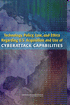 Technology, Policy, Law, and Ethics
Regarding U.S. Acquisition and Use of
CYBERATTACK CAPABILITIES